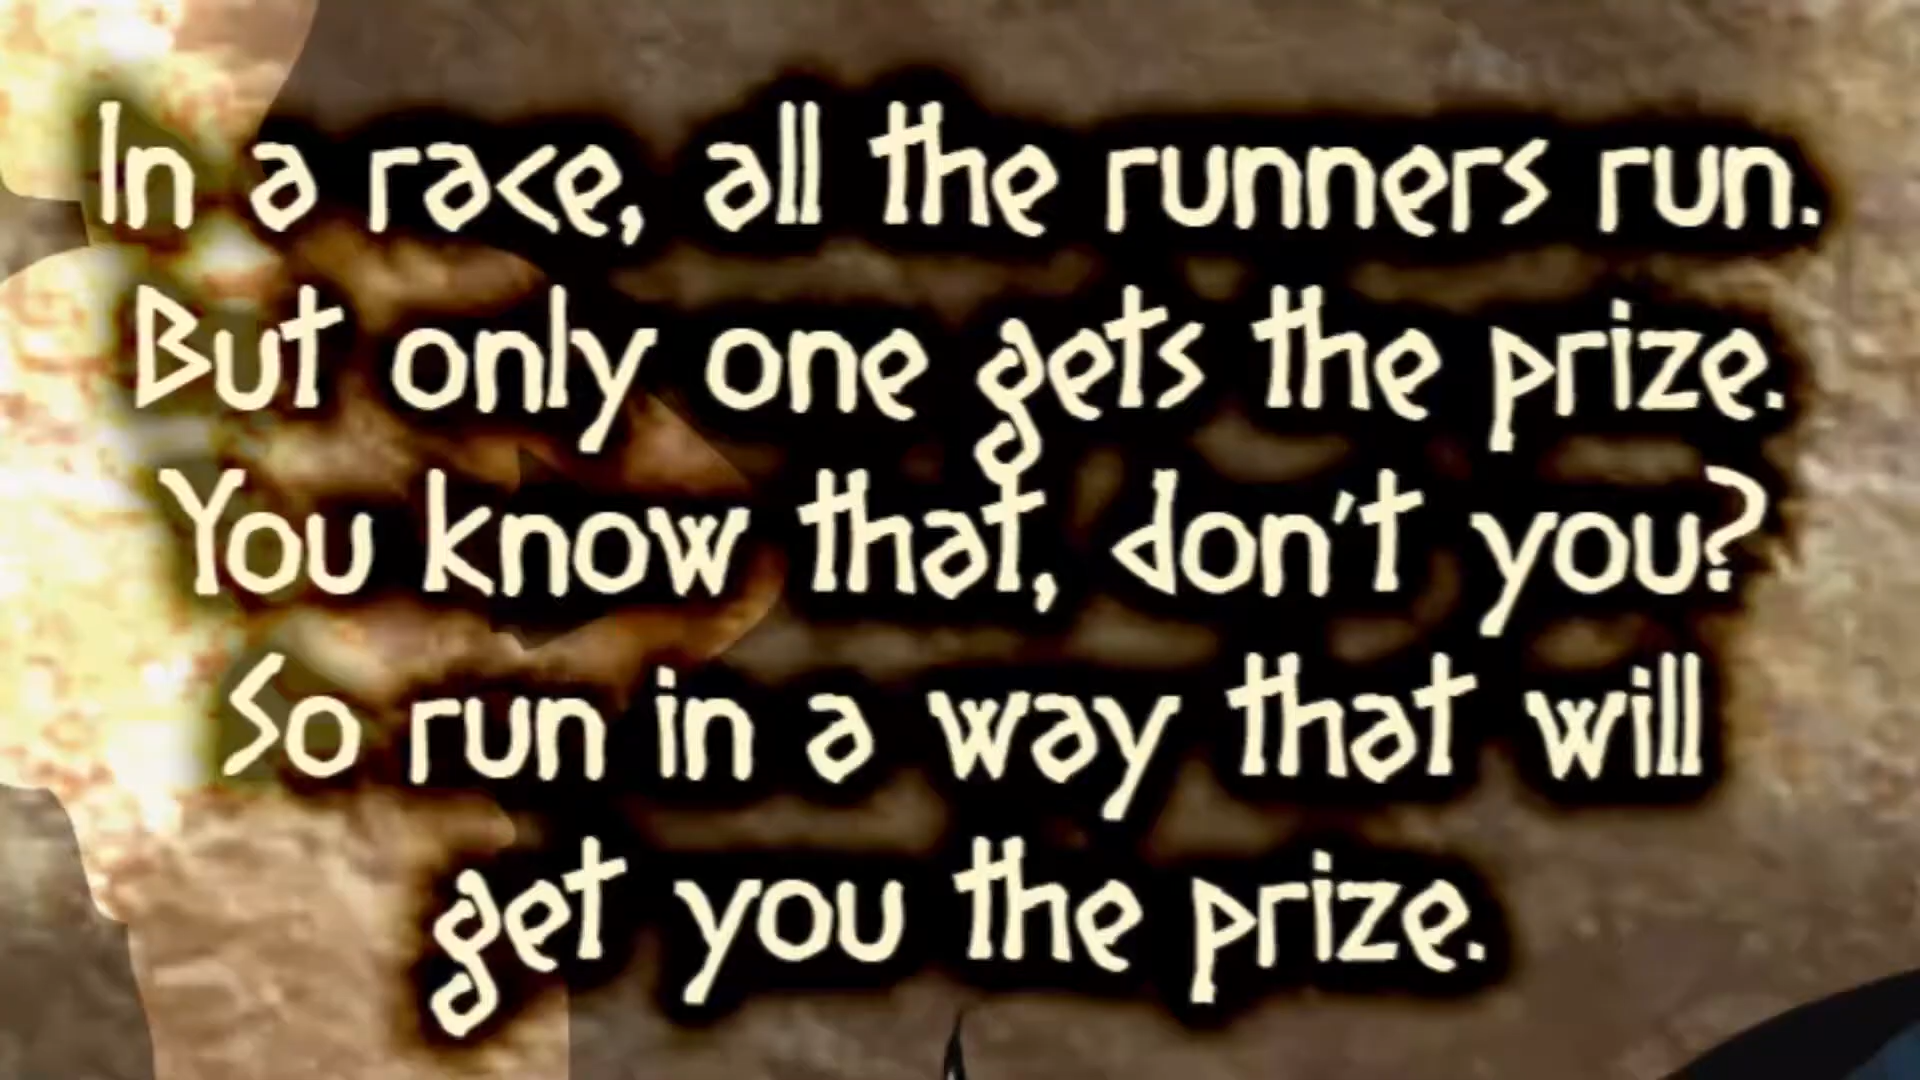 In a race, all the runners run.
But only one gets the prize.
You know that, don't you?
So run in a way that will
get you the prize.